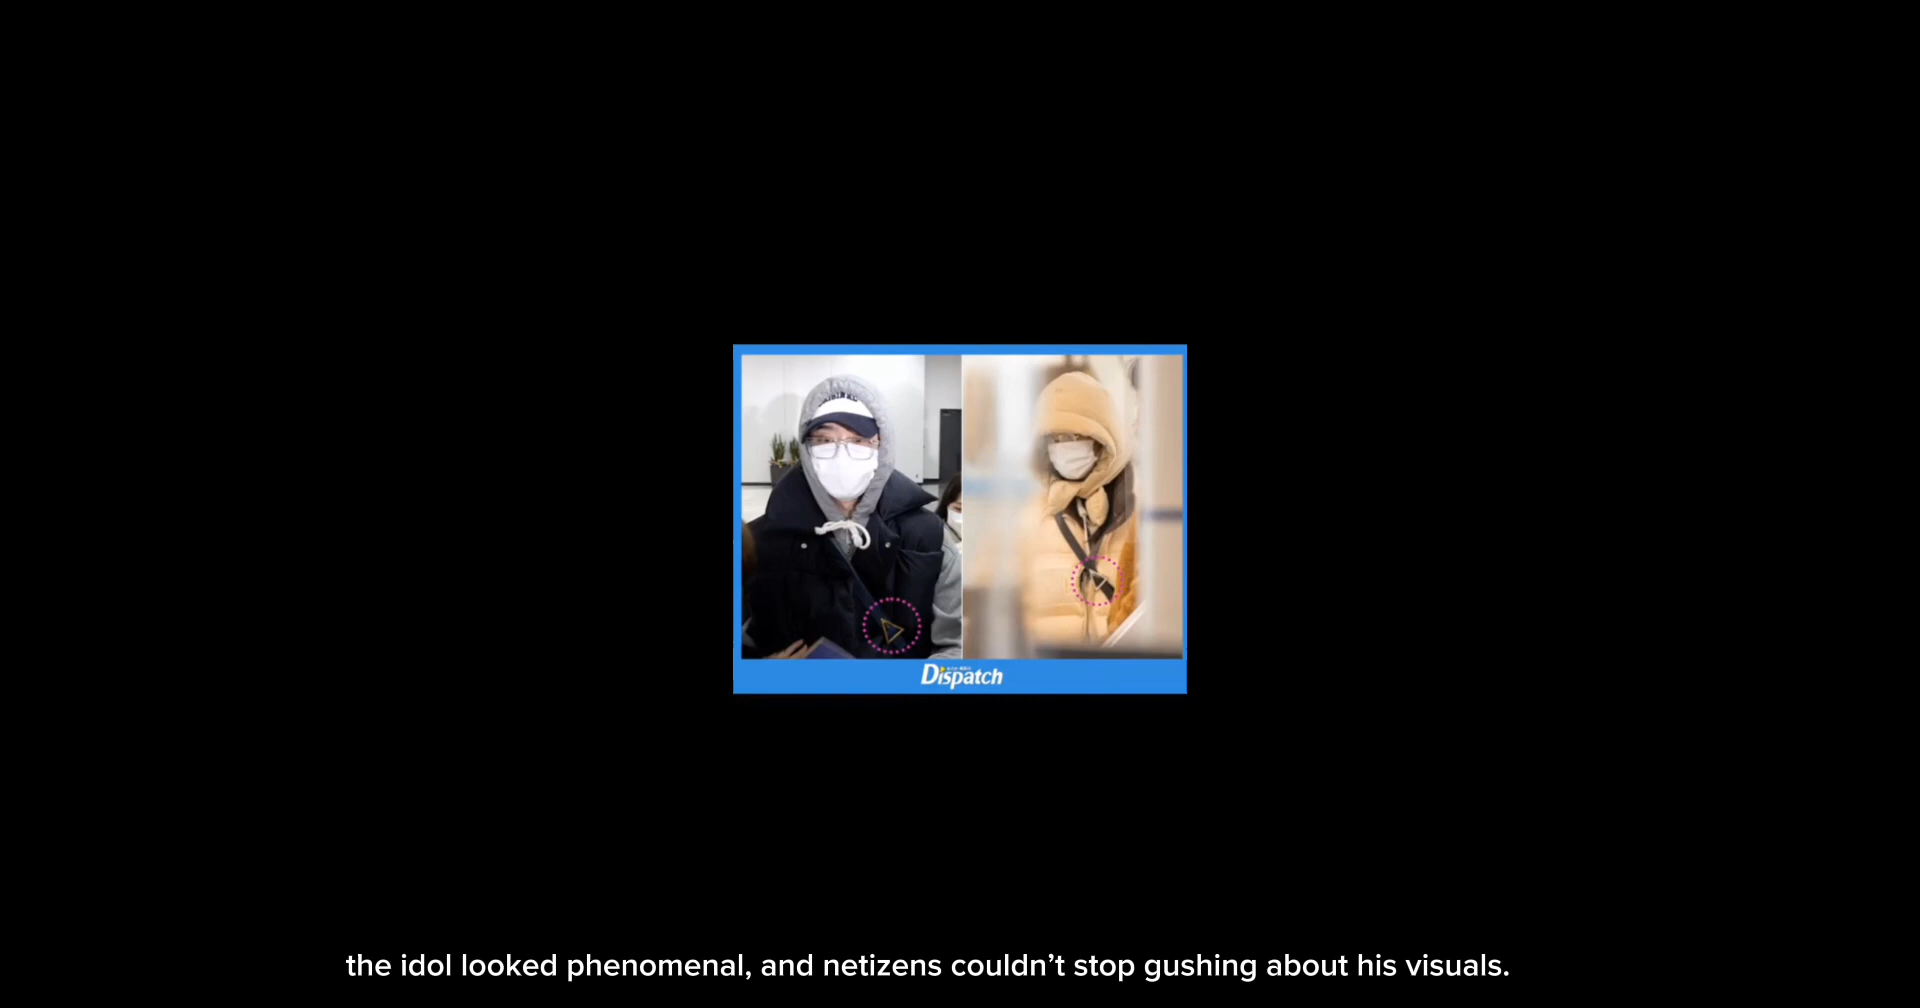 Dispatch
the idol looked phenomenal, and netizens couldn’t stop gushing about his visuals.